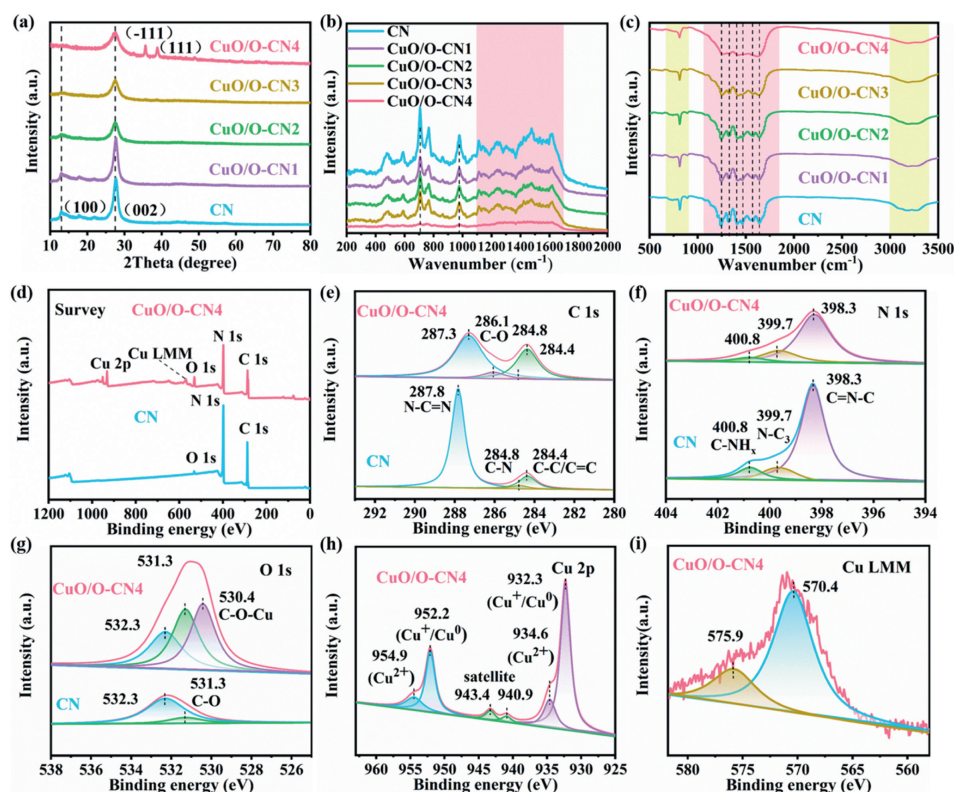 (a)
(-111)
(111)
CuO/O-CN4
CuO/O-CN3
CuO/O-CN2
CuO/O-CN1
(100)
(002)
CN
Intensity (a.u.)
10 20 30 40 50 60 70 80
2Theta (degree)
(b)
CN
CuO/O-CN1
CuO/O-CN2
CuO/O-CN3
CuO/O-CN4
Intensity (a.u.)
200 400 600 800 1000 1200 1400 1600 1800 2000
Wavenumber (cm-1)
(c)
CuO/O-CN4
CuO/O-CN3
CuO/O-CN2
CuO/O-CN1
CN
Intensity (a.u.)
500 1000 1500 2000 2500 3000 3500
Wavenumber (cm-1)
(d)
Survey
CuO/O-CN4
N 1s
Cu LMM
Cu 2p
O 1s
C 1s
N 1s
CN
C 1s
O 1s
Intensity (a.u.)
1200 1000 800 600 400 200 0
Binding energy (eV)
(e)
C 1s
CuO/O-CN4
286.1
287.3
C-O
284.8
284.4
287.8
N-C=N
284.8
284.4
C-N
C-C/C=C
CN
Intensity (a.u.)
293 292 290 288 286 284 282 280
Binding energy (eV)
(f)
N 1s
CuO/O-CN4
398.3
399.7
400.8
398.3
C=N-C
399.7
400.8
N-C3
C-NHx
CN
Intensity (a.u.)
404 402 400 398 396 394
Binding energy (eV)
(g)
O 1s
531.3
CuO/O-CN4
530.4
C-O-Cu
532.3
531.3
532.3
C-O
CN
Intensity (a.u.)
538 536 534 532 530 528 526
Binding energy (eV)
(h)
Cu 2p
CuO/O-CN4
932.3
(Cu+/Cu0)
952.2
(Cu+/Cu0)
934.6
(Cu2+)
954.9
(Cu2+)
satellite
943.4
940.9
Intensity (a.u.)
960 955 950 945 940 935 930 925
Binding energy (eV)
(i)
Cu LMM
CuO/O-CN4
570.4
575.9
Intensity (a.u.)
580 575 570 565 560
Binding energy (eV)